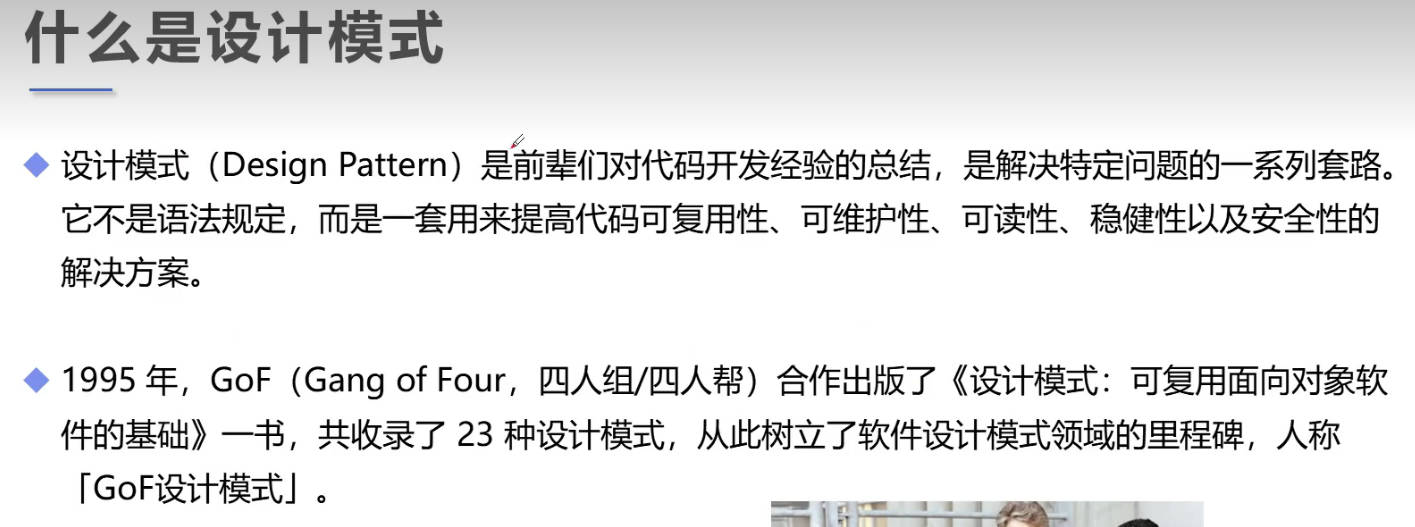 什么是设计模式
设计模式（Design Pattern）是前辈们对代码开发经验的总结，是解决特定问题的一系列套路。
它不是语法规定，而是一套用来提高代码可复用性、可维护性、可读性、稳健性以及安全性的
解决方案。
1995 年，GoF（Gang of Four，四人组/四人帮）合作出版了《设计模式：可复用面向对象软
件的基础》一书，共收录了 23 种设计模式，从此树立了软件设计模式领域的里程碑，人称
「GoF设计模式」。